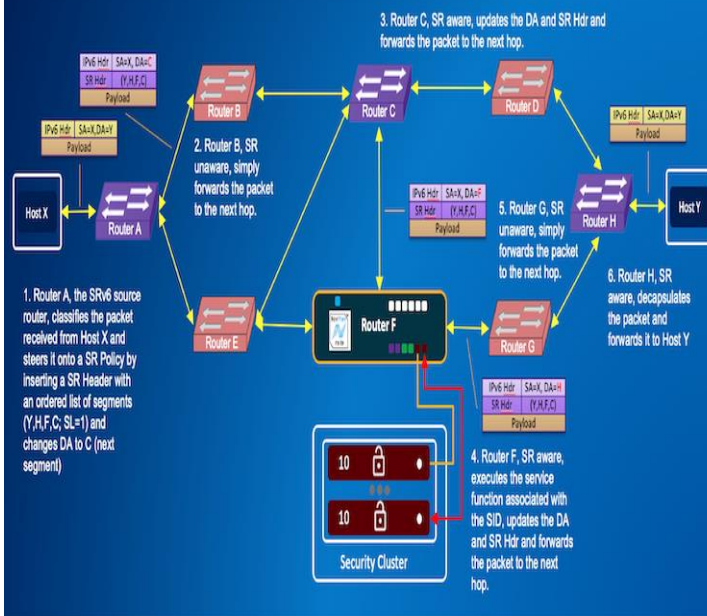 3. Router C, SR aware, updates the DA and SR Hdr and
forwards the packet to the next hop.
IPv6 Hdr SA=X, DA=C
SR Hdr (Y,H,F,C)
Payload
Router B
Router C
Router D
IPv6 Hdr SA=X,DA=Y
Payload
2. Router B, SR
unaware, simply
forwards the packet
to the next hop.
IPv6 Hdr SA=X,DA=Y
Payload
Host X
Router A
IPv6 Hdr SA=X, DA=F
SR Hdr (Y,H,F,C)
Payload
5. Router G, SR
unaware, simply
forwards the packet
to the next hop.
Router H
Host Y
1. Router A, the SRv6 source
router, classifies the packet
received from Host X and
steers it onto a SR Policy by
inserting a SR Header with
an ordered list of segments
(Y,H,F,C; SL=1) and
changes DA to C (next
segment)
Router E
Router F
Router G
6. Router H, SR
aware, decapsulates
the packet and
forwards it to Host Y
IPv6 Hdr SA=X, DA=H
SR Hdr (Y,H,F,C)
Payload
10
10
Security Cluster
4. Router F, SR aware,
executes the service
function associated with
the SID, updates the DA
and SR Hdr and forwards
the packet to the next
hop.